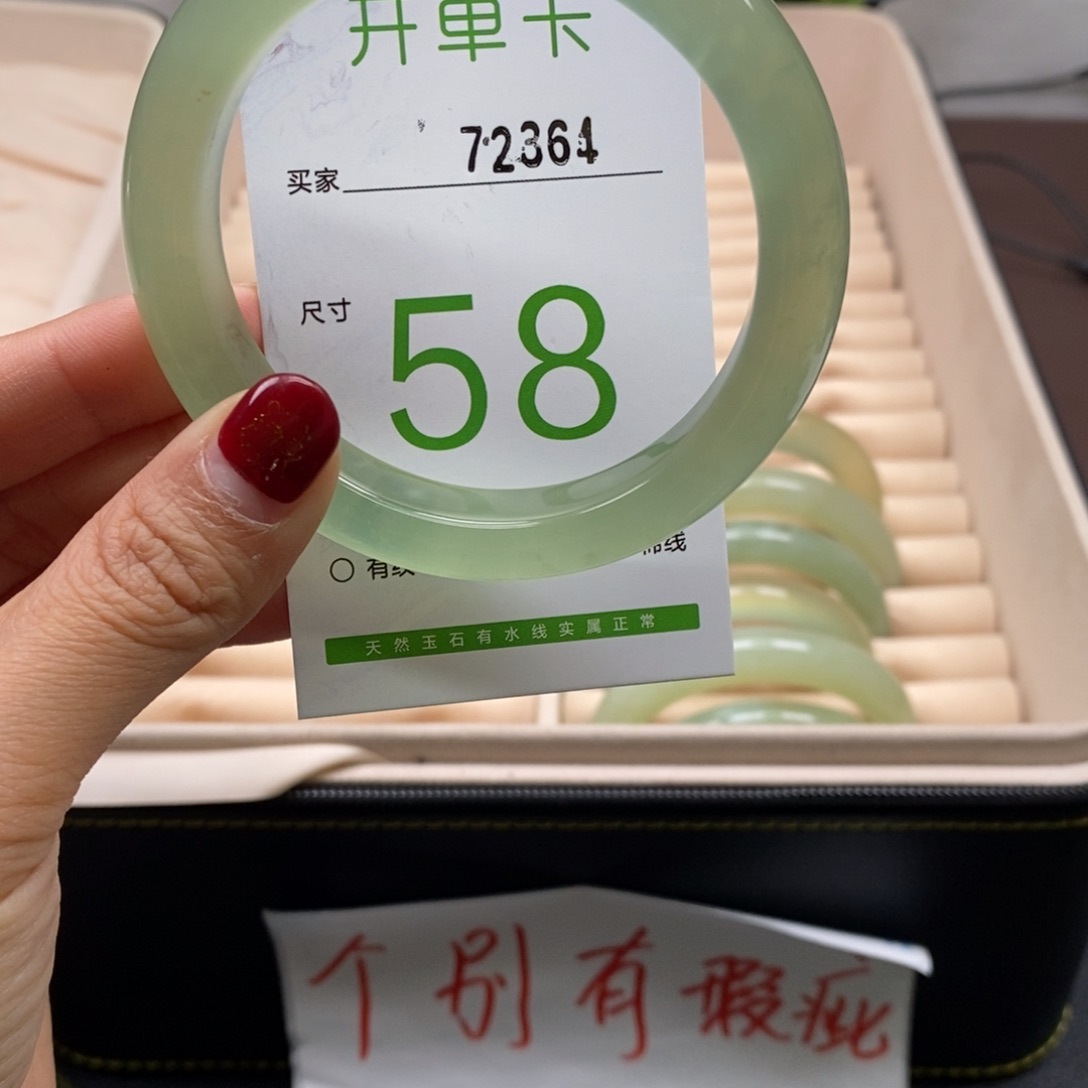 开单卡
买家 72364
尺寸 58
○ 有纹 棉线
天然玉石有水线实属正常
个别有瑕疵